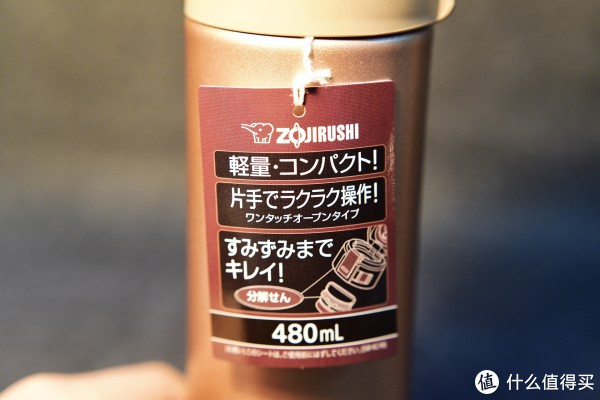 ZOJIRUSHI
軽量・コンパクト!
片手でラクラク操作!
ワンタッチオープンタイプ
すみずみまで
キレイ!
分解せん
480mL
值 什么值得买